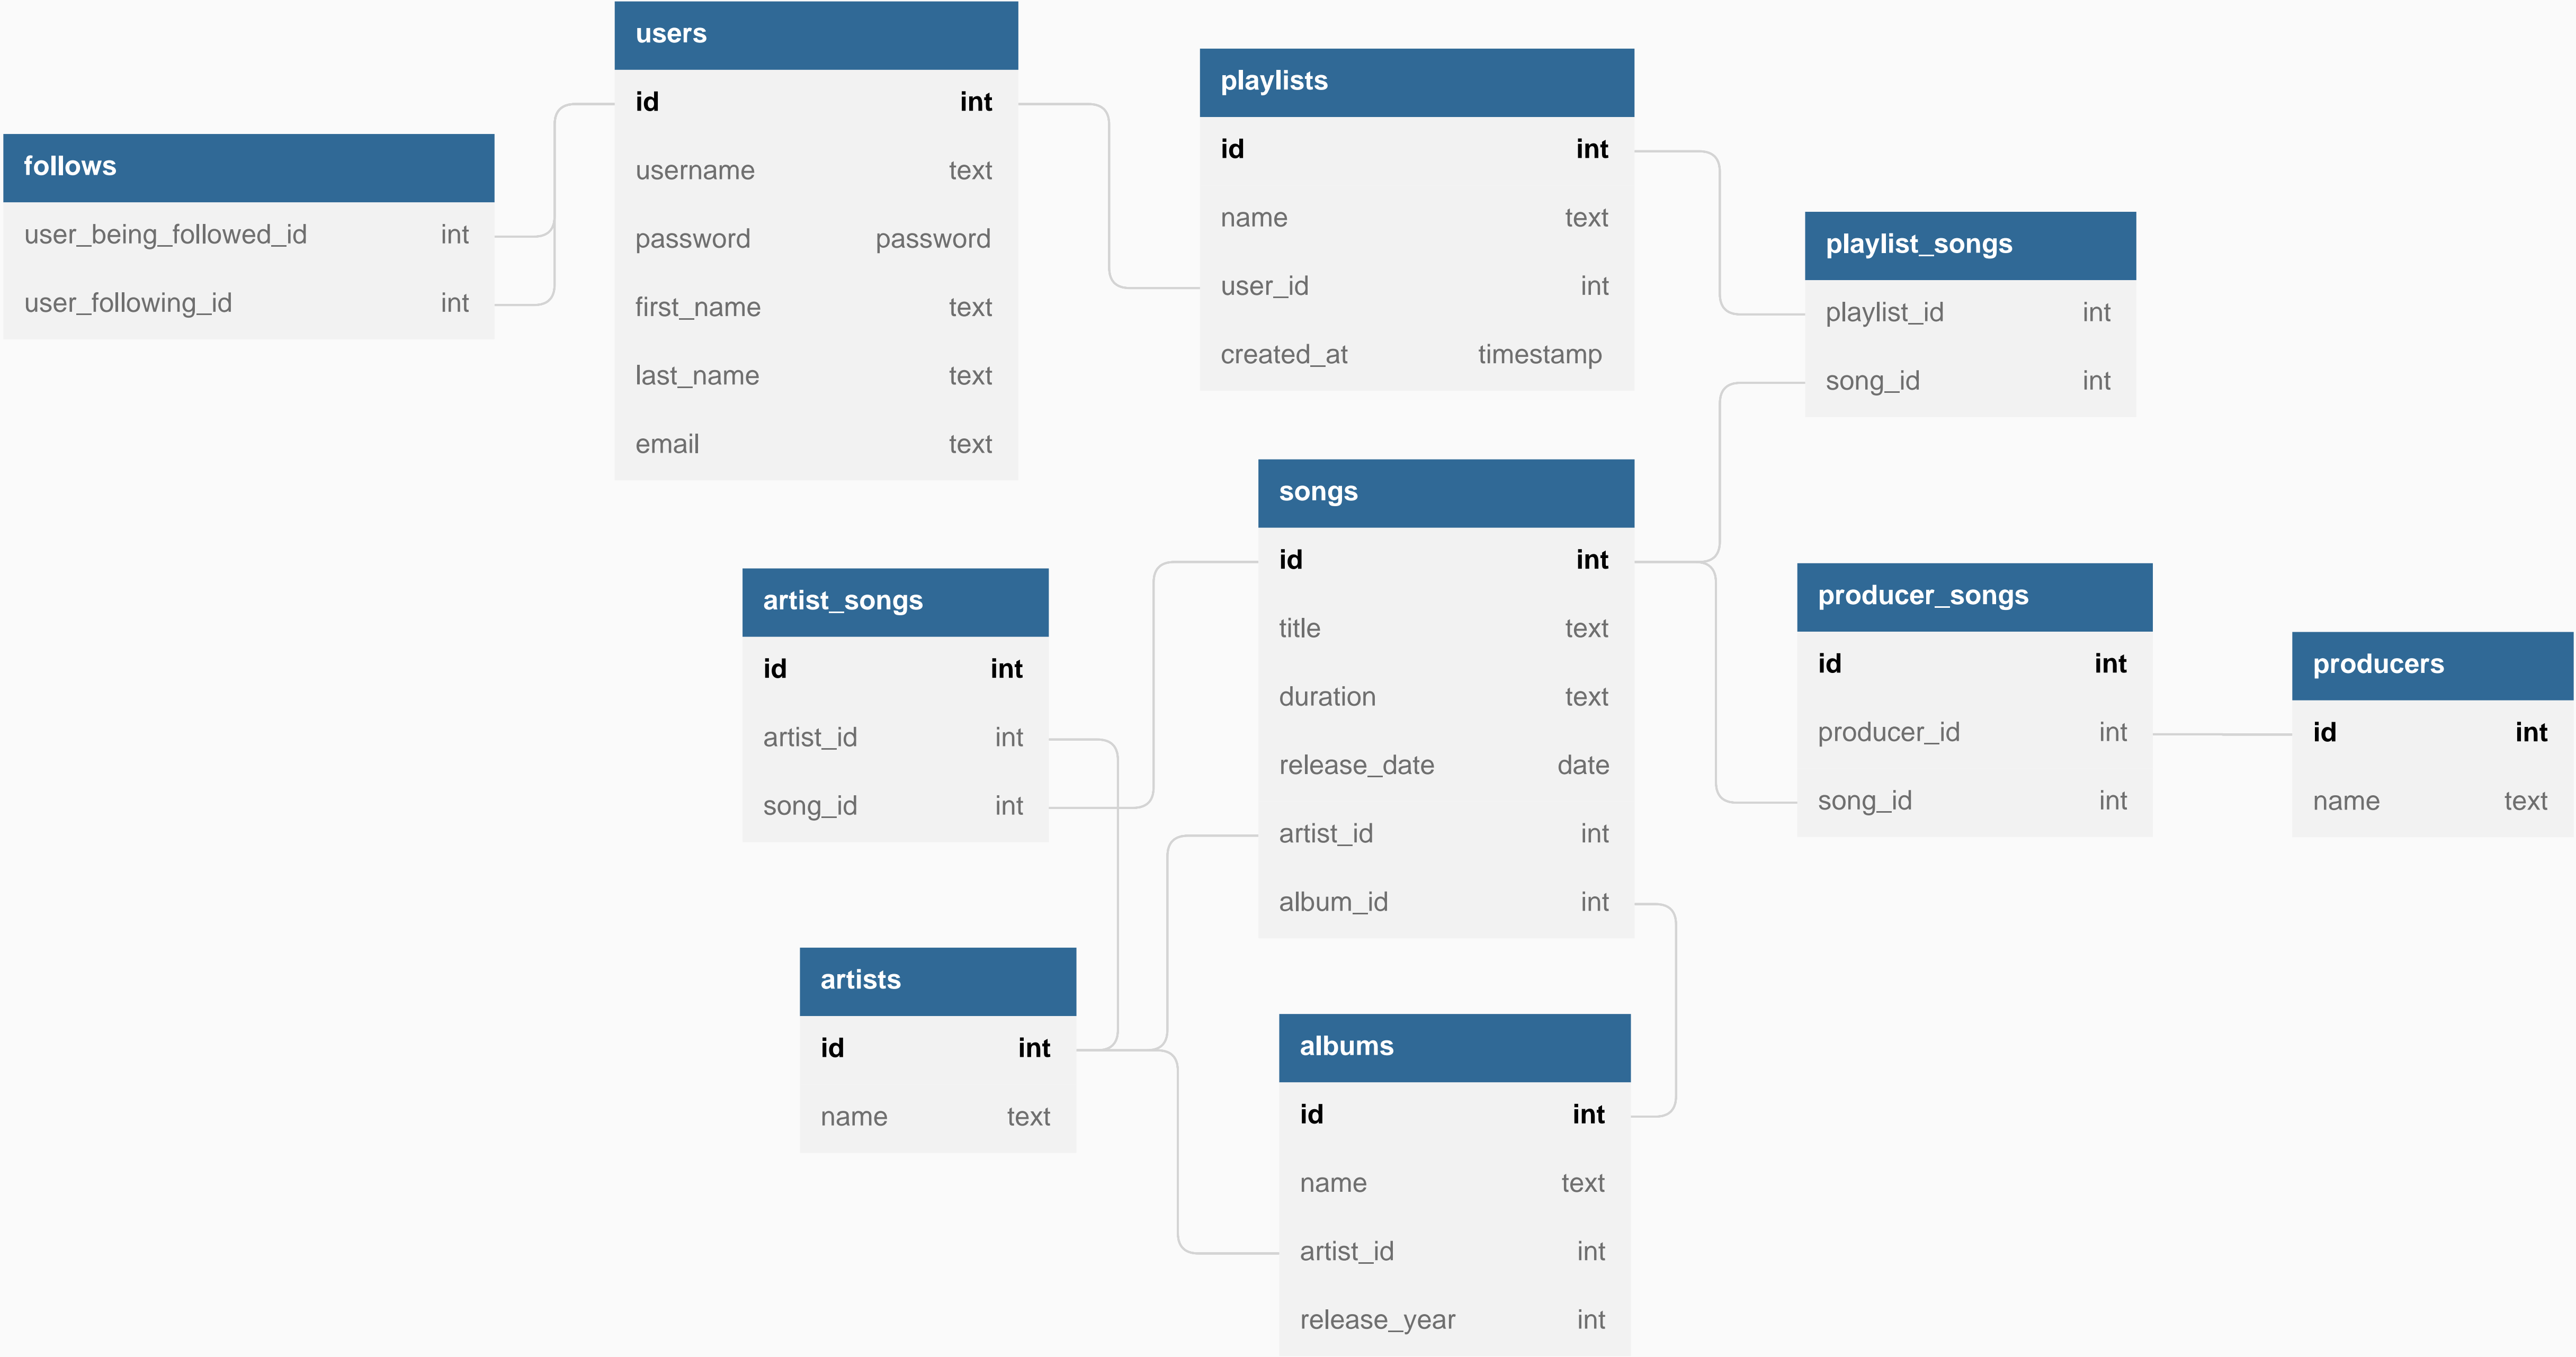 users
id int
username text
password password
first_name text
last_name text
email text
follows
user_being_followed_id int
user_following_id int
playlists
id int
name text
user_id int
created_at timestamp
playlist_songs
playlist_id int
song_id int
songs
id int
title text
duration text
release_date date
artist_id int
album_id int
artist_songs
id int
artist_id int
song_id int
producer_songs
id int
producer_id int
song_id int
producers
id int
name text
artists
id int
name text
albums
id int
name text
artist_id int
release_year int